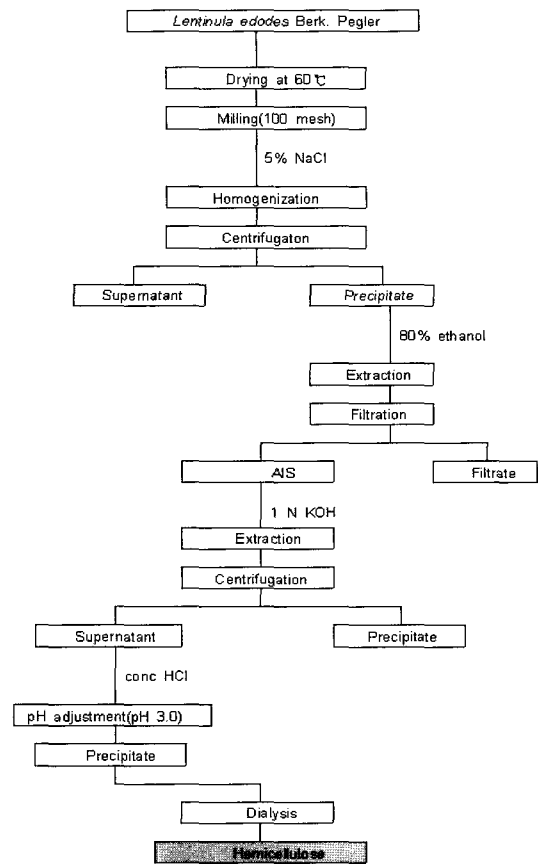 Lentinula edodes Berk. Pegler
Drying at 60℃
Milling(100 mesh)
5% NaCl
Homogenization
Centrifugaton
Supernatant
Precipitate
80% ethanol
Extraction
Filtration
AIS
Filtrate
1 N KOH
Extraction
Centrifugation
Supernatant
Precipitate
conc HCl
pH adjustment(pH 3.0)
Precipitate
Dialysis
Hemicellulose